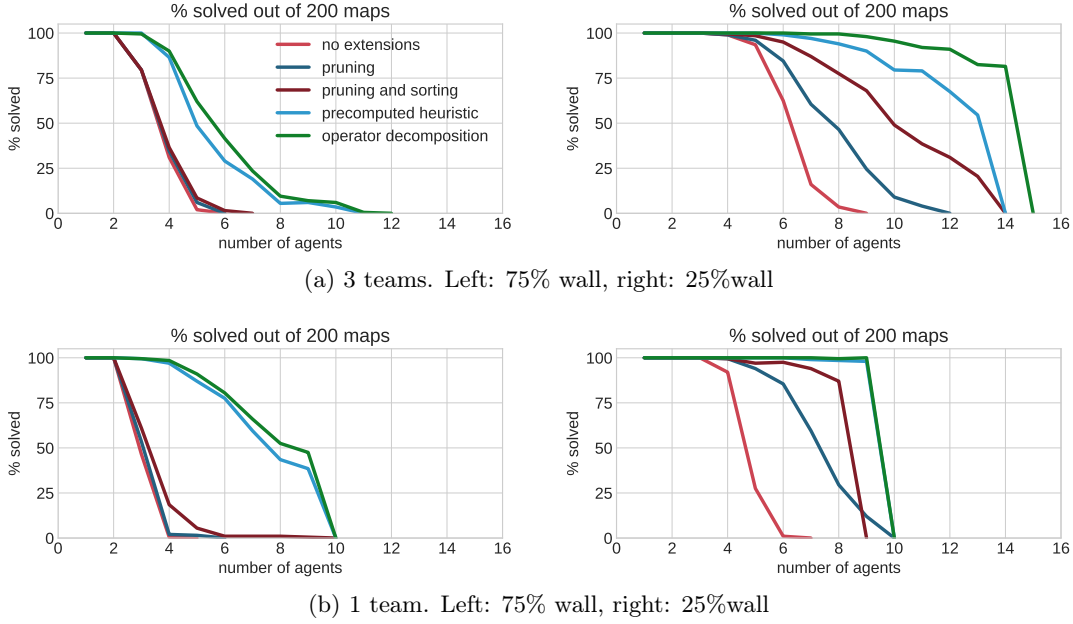 % solved out of 200 maps
% solved
100
75
50
25
0
no extensions
pruning
pruning and sorting
precomputed heuristic
operator decomposition
0 2 4 6 8 10 12 14 16
number of agents
% solved out of 200 maps
% solved
100
75
50
25
0
0 2 4 6 8 10 12 14 16
number of agents
(a) 3 teams. Left: 75% wall, right: 25%wall
% solved out of 200 maps
% solved
100
75
50
25
0
0 2 4 6 8 10 12 14 16
number of agents
% solved out of 200 maps
% solved
100
75
50
25
0
0 2 4 6 8 10 12 14 16
number of agents
(b) 1 team. Left: 75% wall, right: 25%wall